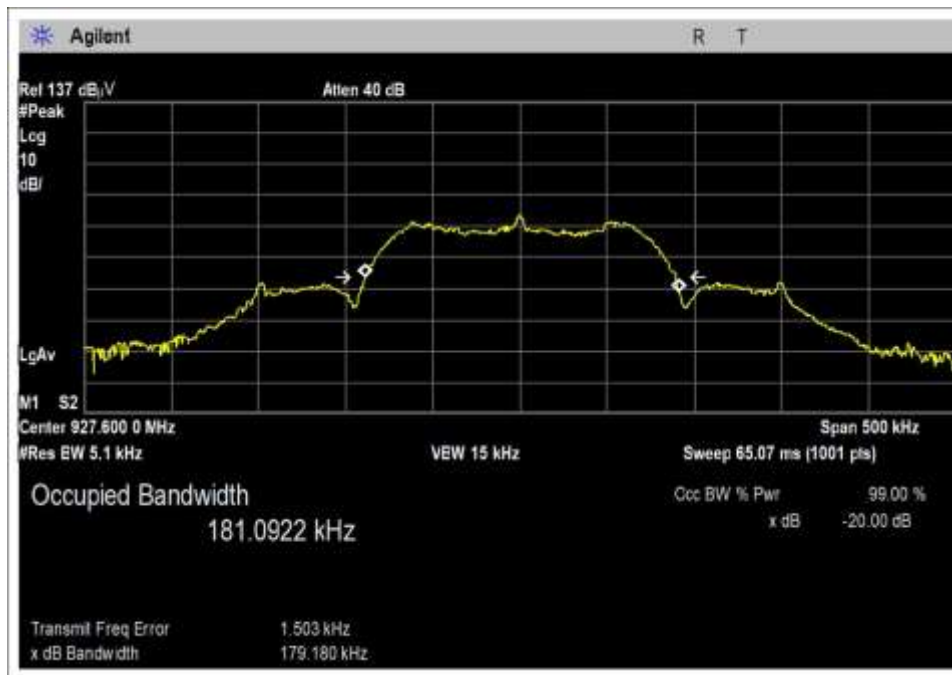 Agilent R T
Ref 137 dBµV Atten 40 dB
#Peak
Log
10
dB/
LgAv
M1 S2
Center 927.600 0 MHz Span 500 kHz
#Res BW 5.1 kHz VBW 15 kHz Sweep 65.07 ms (1001 pts)
Occupied Bandwidth Occ BW % Pwr 99.00 %
181.0922 kHz x dB -20.00 dB
Transmit Freq Error 1.503 kHz
x dB Bandwidth 179.180 kHz